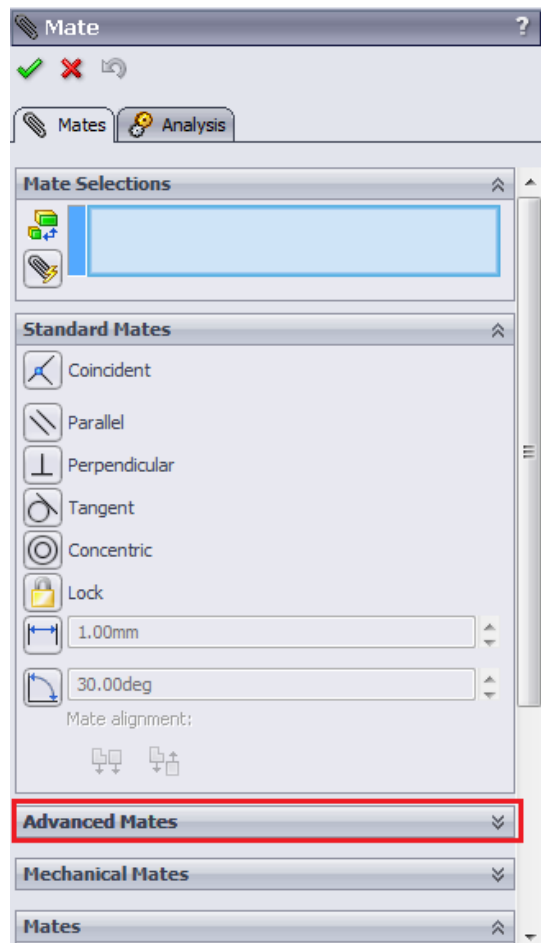 Mate ?
Mates Analysis
Mate Selections
Standard Mates
Coincident
Parallel
Perpendicular
Tangent
Concentric
Lock
1.00mm
30.00deg
Mate alignment:
Advanced Mates
Mechanical Mates
Mates